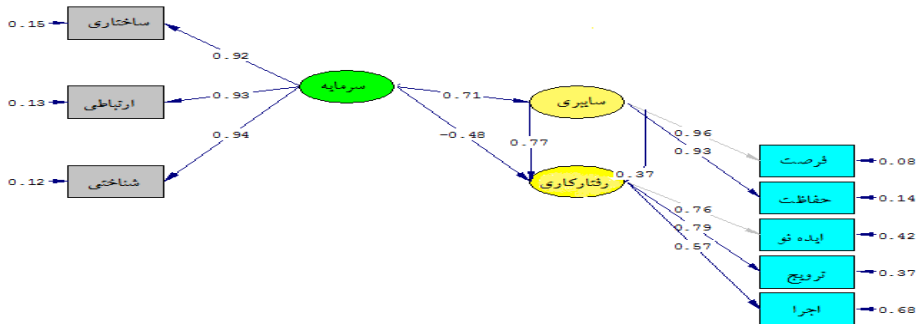 0.15 ساختاری
0.92
سرمایه
0.13 ارتباطی
0.93
0.71
سایبری
0.94
-0.48
0.77
0.96
0.93
فرصت 0.08
0.12 شناختی
رفتارکاری
0.37
حفاظت 0.14
0.76
0.79
0.57
ایده نو 0.42
ترویج 0.37
اجرا 0.68